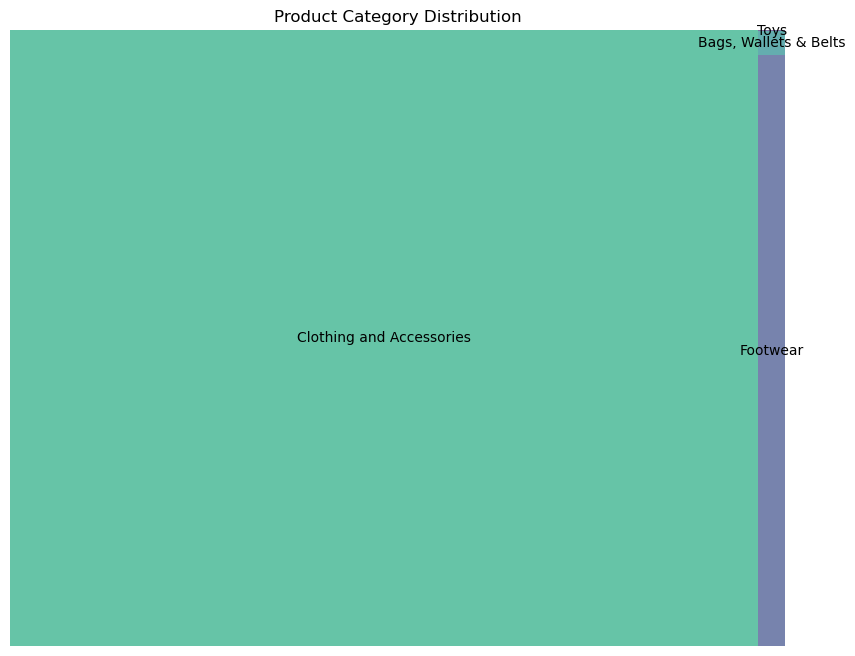 Product Category Distribution
Toys
Bags, Wallets & Belts
Clothing and Accessories
Footwear